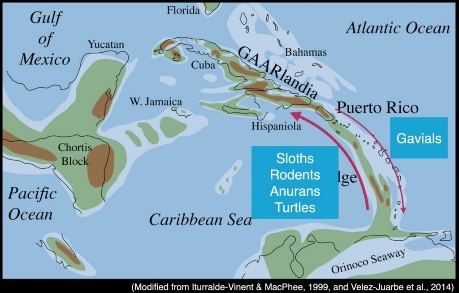 Florida
Gulf
of
Mexico
Atlantic Ocean
Yucatan
Bahamas
Cuba
GAARlandia
W. Jamaica
Puerto Rico
Hispaniola
Gavials
Chortis
Block
Sloths
Rodents
Anurans
Turtles
dge
Pacific
Ocean
Caribbean Sea
Orinoco Seaway
(Modified from Iturralde-Vinent & MacPhee, 1999, and Velez-Juarbe et al., 2014)